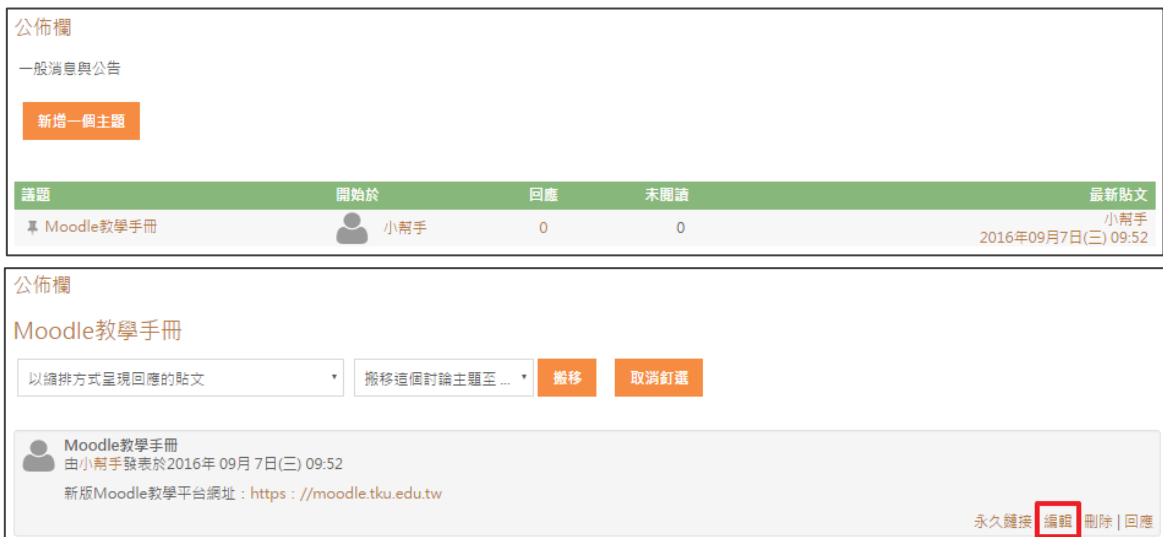 公佈欄
一般消息與公告
新增一個主題
議題 開始於 回應 未閱讀 最新貼文
Moodle教學手冊 小幫手 0 0 小幫手
2016年09月7日(三) 09:52
公佈欄
Moodle教學手冊
以縮排方式呈現回應的貼文 搬移這個討論主題至 ... 搬移 取消釘選
Moodle教學手冊
由小幫手發表於2016年 09月 7日(三) 09:52
新版Moodle教學平台網址：https：//moodle.tku.edu.tw
永久鏈接 編輯 刪除 | 回應